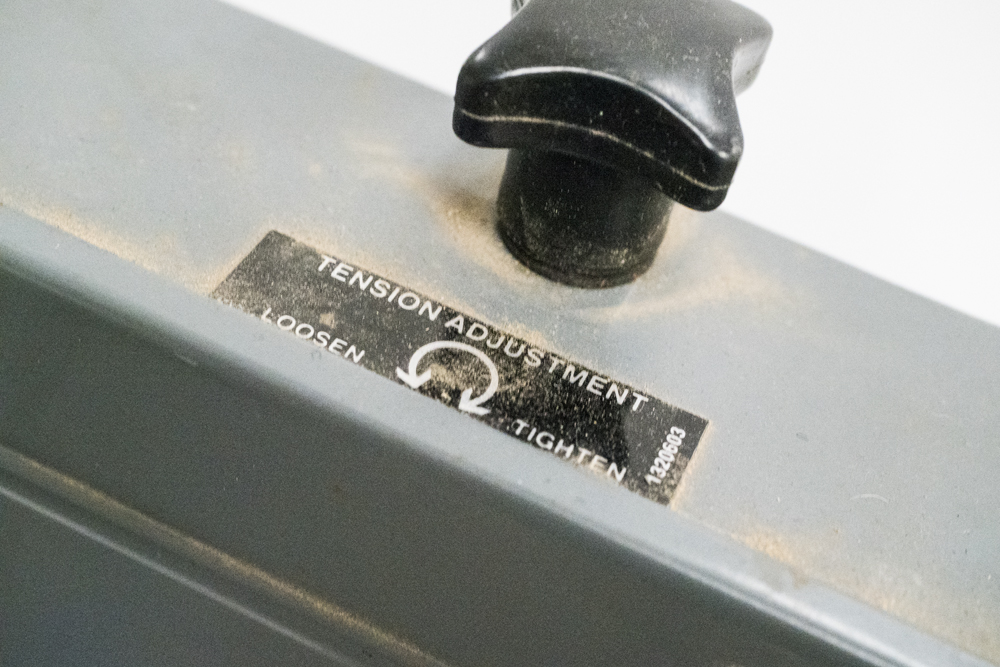 TENSION ADJUSTMENT
LOOSEN
TIGHTEN
1320603